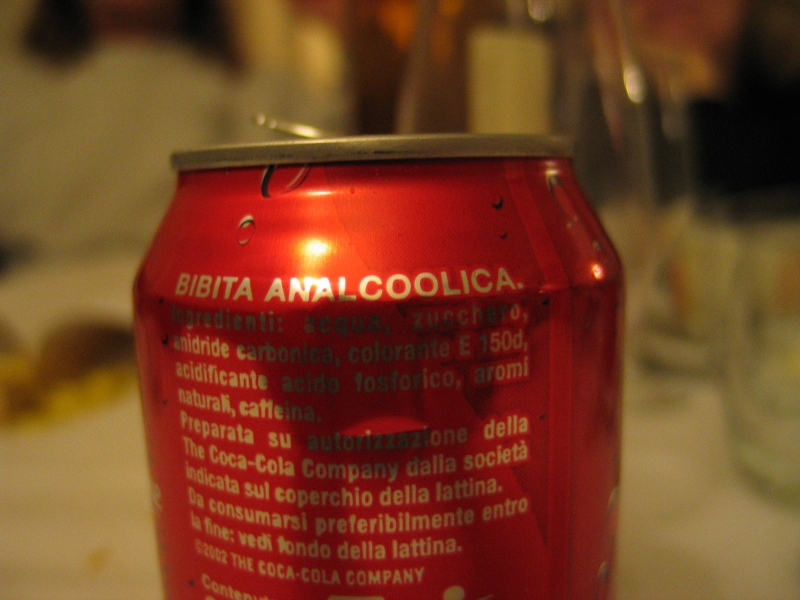 BIBITA ANALCOOLICA.
Ingredienti: acqua, zucchero,
anidride carbonica, colorante E 150d,
acidificante acido fosforico, aromi
naturali, caffeina.
Preparata su autorizzazione della
The Coca-Cola Company dalla società
indicata sul coperchio della lattina.
Da consumarsi preferibilmente entro
la fine: vedi fondo della lattina.
©2002 THE COCA-COLA COMPANY